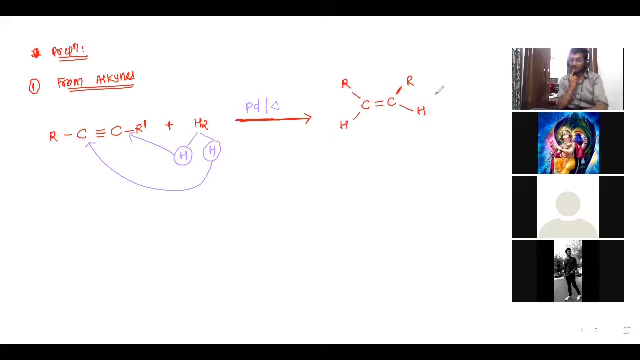 * Prepn:
① From Alkynes
R - C ≡ C - R' + H2 Pd/C R R
C = C
H H
H H